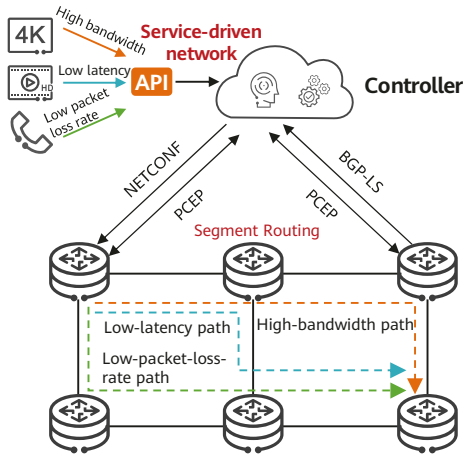 4K
High bandwidth
Service-driven
network
HD
Low latency
API
Controller
Low packet
loss rate
NETCONF
PCEP
BGP-LS
PCEP
Segment Routing
Low-latency path
High-bandwidth path
Low-packet-loss-
rate path